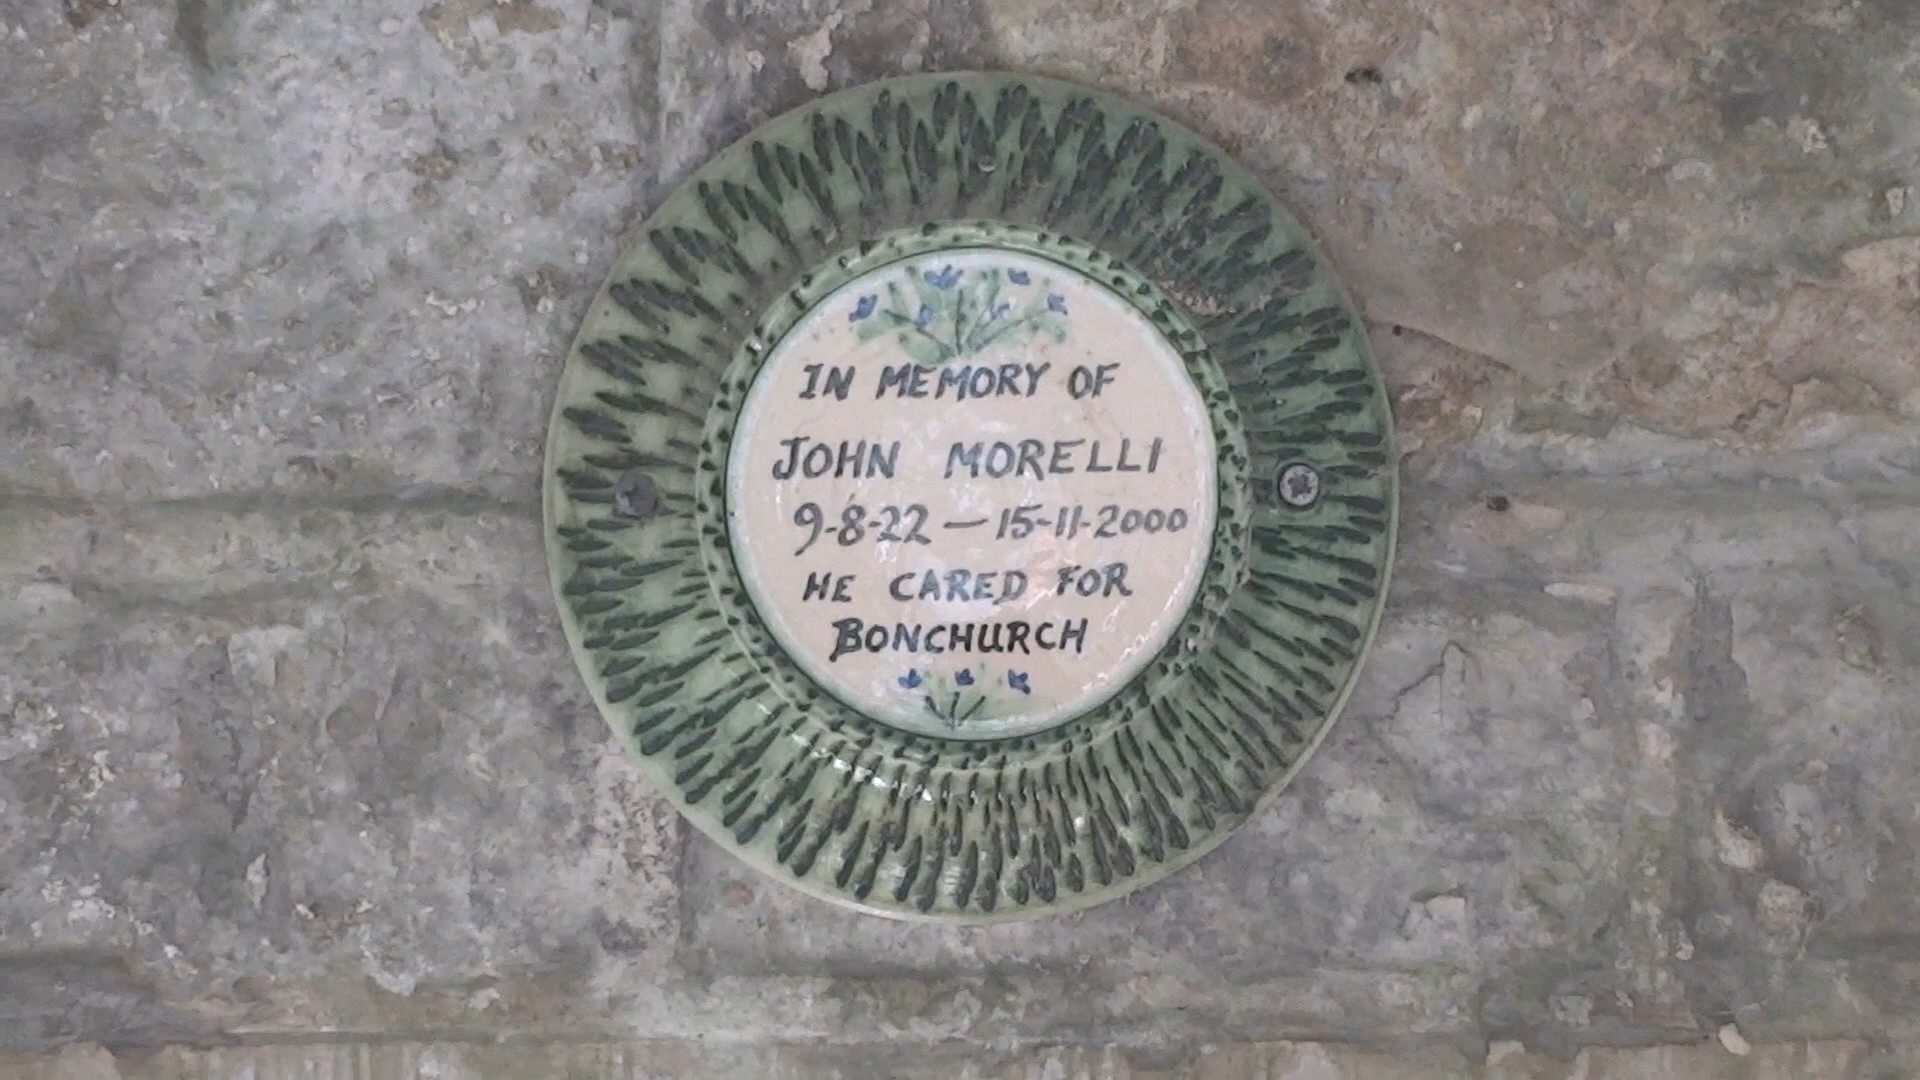 IN MEMORY OF
JOHN MORELLI
9-8-22 — 15-11-2000
HE CARED FOR
BONCHURCH